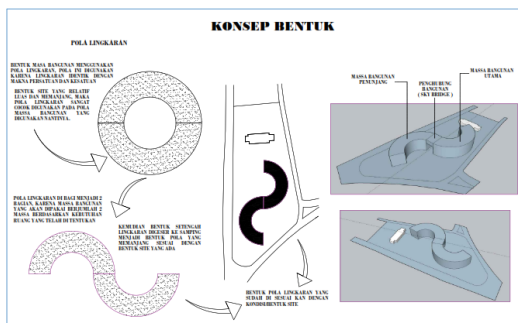 KONSEP BENTUK
POLA LINGKARAN
BENTUK MASA BANGUNAN MENGGUNAKAN
POLA LINGKARAN, POLA INI DIGUNAKAN
KARENA LINGKARAN IDENTIK DENGAN
MAKNA PERSATUAN DAN KESATUAN
BENTUK SITE YANG RELATIF
LUAS DAN MEMANJANG, MAKA
POLA LINGKARAN SANGAT
COCOK DIGUNAKAN PADA POLA
MASSA BANGUNAN YANG
DIGUNAKAN NANTINYA.
POLA LINGKARAN DI BAGI MENJADI 2
BAGIAN, KARENA MASSA BANGUNAN
YANG AKAN DIPAKAI BERJUMLAH 2
MASSA BERDASARKAN KEBUTUHAN
RUANG YANG TELAH DI TENTUKAN
KEMUDIAN BENTUK SETENGAH
LINGKARAN DIGESER KE SAMPING
MENJADI BENTUK POLA YANG
MEMANJANG SESUAI DENGAN
BENTUK SITE YANG ADA.
BENTUK POLA LINGKARAN YANG
SUDAH DI SESUAI KAN DENGAN
KONDISI BENTUK SITE
MASSA BANGUNAN
PENUNJANG
PENGHUBUNG
BANGUNAN
( SKY BRIDGE )
MASSA BANGUNAN
UTAMA